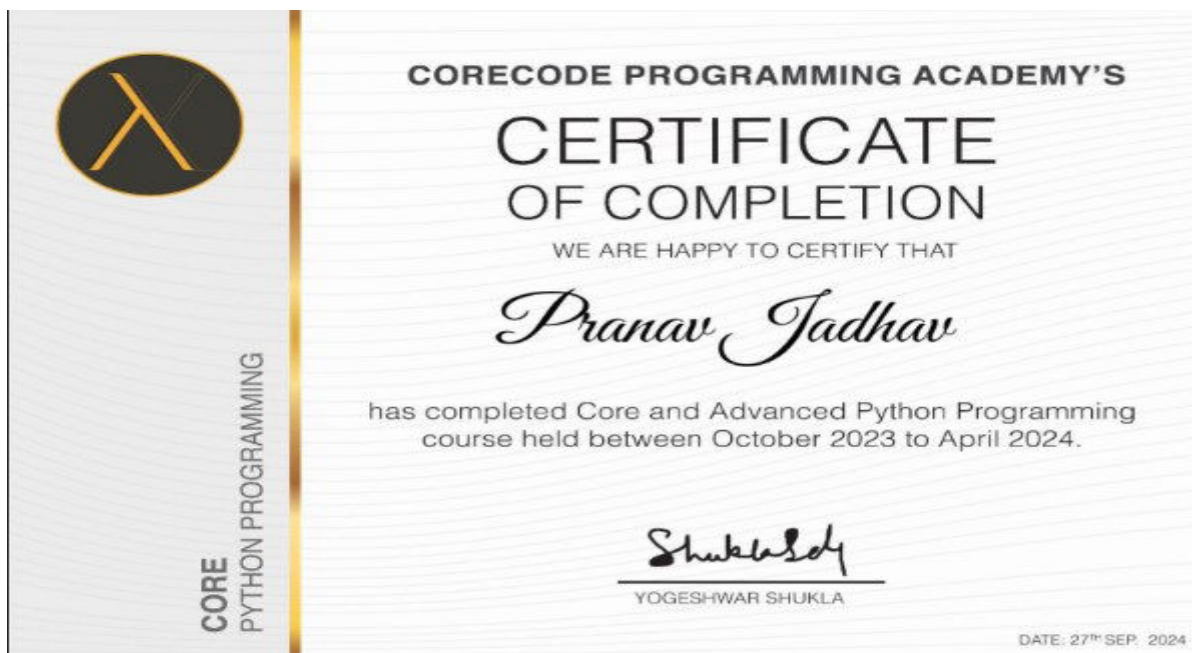 CORECODE PROGRAMMING ACADEMY'S
CERTIFICATE
OF COMPLETION
WE ARE HAPPY TO CERTIFY THAT
Pranav Jadhav
has completed Core and Advanced Python Programming
course held between October 2023 to April 2024.
YOGESHWAR SHUKLA
DATE: 27TH SEP. 2024
CORE
PYTHON PROGRAMMING